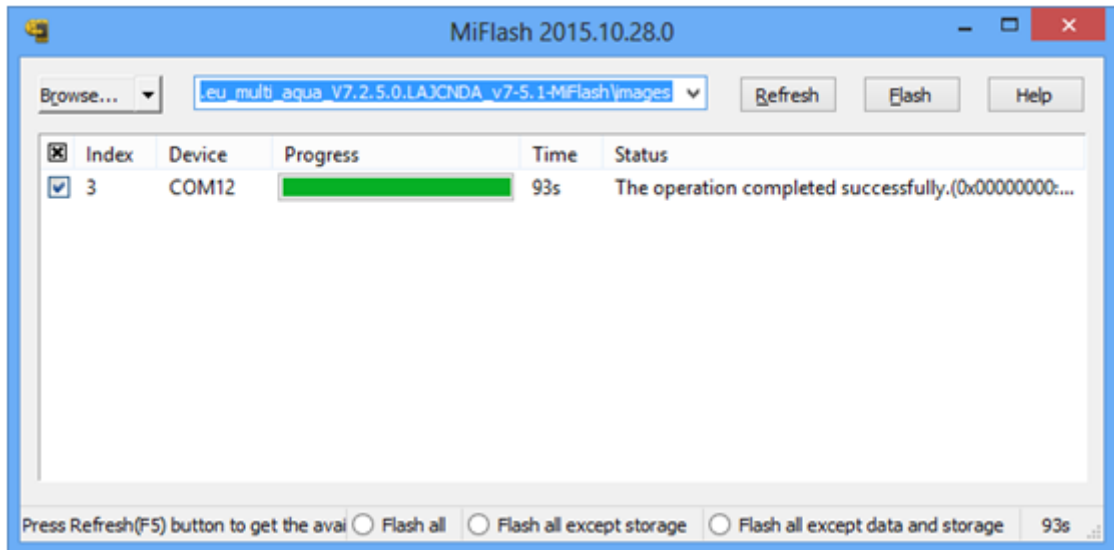 MiFlash 2015.10.28.0
Browse... .eu_multi_aqua_V7.2.5.0.LAJCNDA_v7-5.1-MiFlash\images Refresh Flash Help
Index Device Progress Time Status
3 COM12 93s The operation completed successfully.(0x00000000:...
Press Refresh(F5) button to get the avai Flash all Flash all except storage Flash all except data and storage 93s